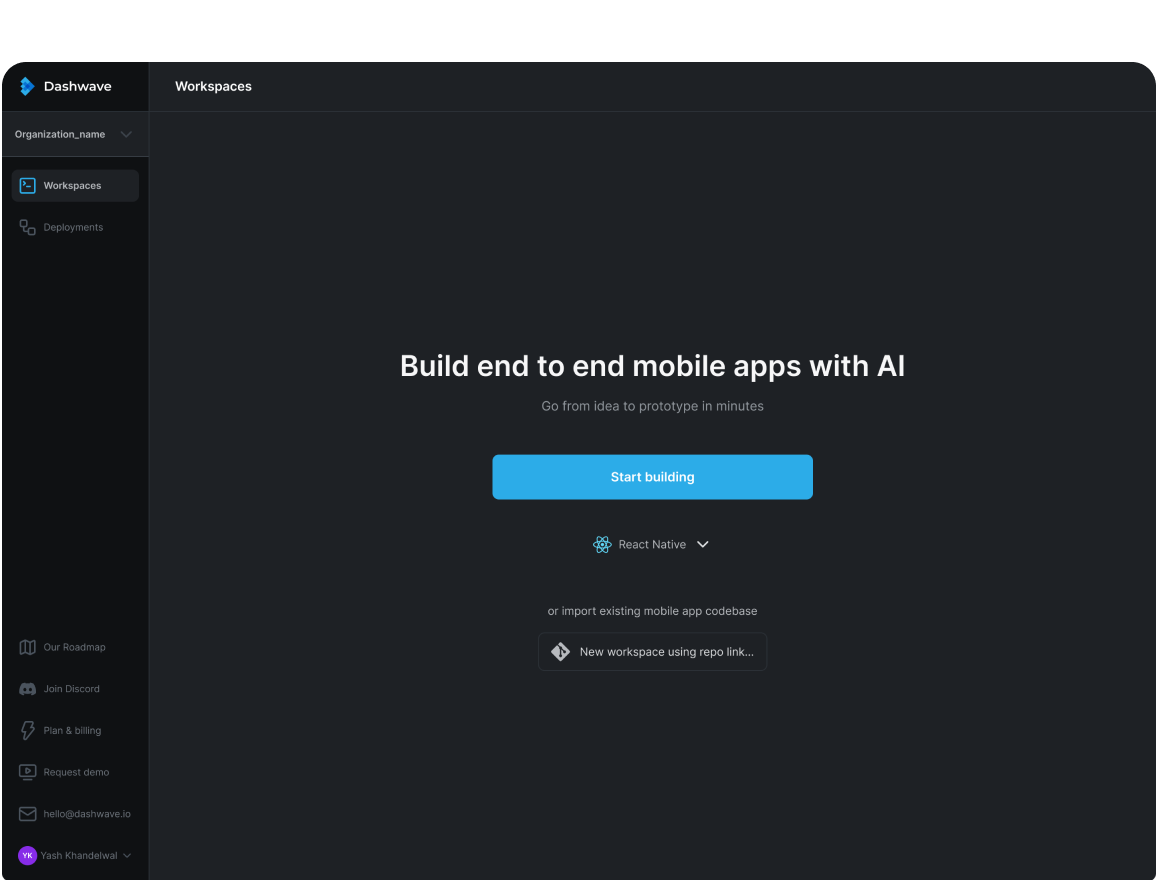 Dashwave
Workspaces
Organization_name
Workspaces
Deployments
Build end to end mobile apps with AI
Go from idea to prototype in minutes
Start building
React Native
or import existing mobile app codebase
New workspace using repo link...
Our Roadmap
Join Discord
Plan & billing
Request demo
hello@dashwave.io
YK Yash Khandelwal